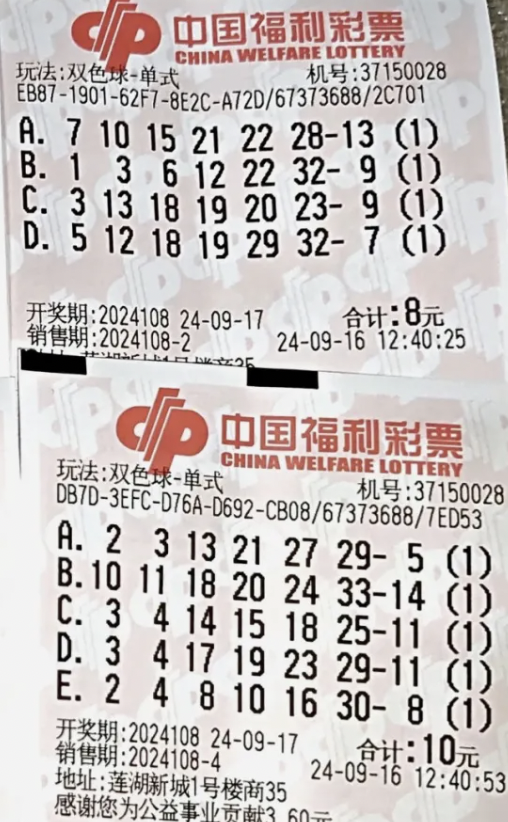 中国福利彩票
CHINA WELFARE LOTTERY
玩法:双色球-单式 机号:37150028
EB87-1901-62F7-8E2C-A72D/67373688/2C701
A. 7 10 15 21 22 28-13 (1)
B. 1 3 6 12 22 32- 9 (1)
C. 3 13 18 19 20 23- 9 (1)
D. 5 12 18 19 29 32- 7 (1)
开奖期:2024108 24-09-17 合计:8元
销售期:2024108-2 24-09-16 12:40:25
中国福利彩票
CHINA WELFARE LOTTERY
玩法:双色球-单式 机号:37150028
DB7D-3EFC-D76A-D692-CB08/67373688/7ED53
A. 2 3 13 21 27 29- 5 (1)
B. 10 11 18 20 24 33-14 (1)
C. 3 4 14 15 18 25-11 (1)
D. 3 4 17 19 23 29-11 (1)
E. 2 4 8 10 16 30- 8 (1)
开奖期:2024108 24-09-17 合计:10元
销售期:2024108-4 24-09-16 12:40:53
地址:莲湖新城1号楼商35
感谢您为公益事业贡献3.60元